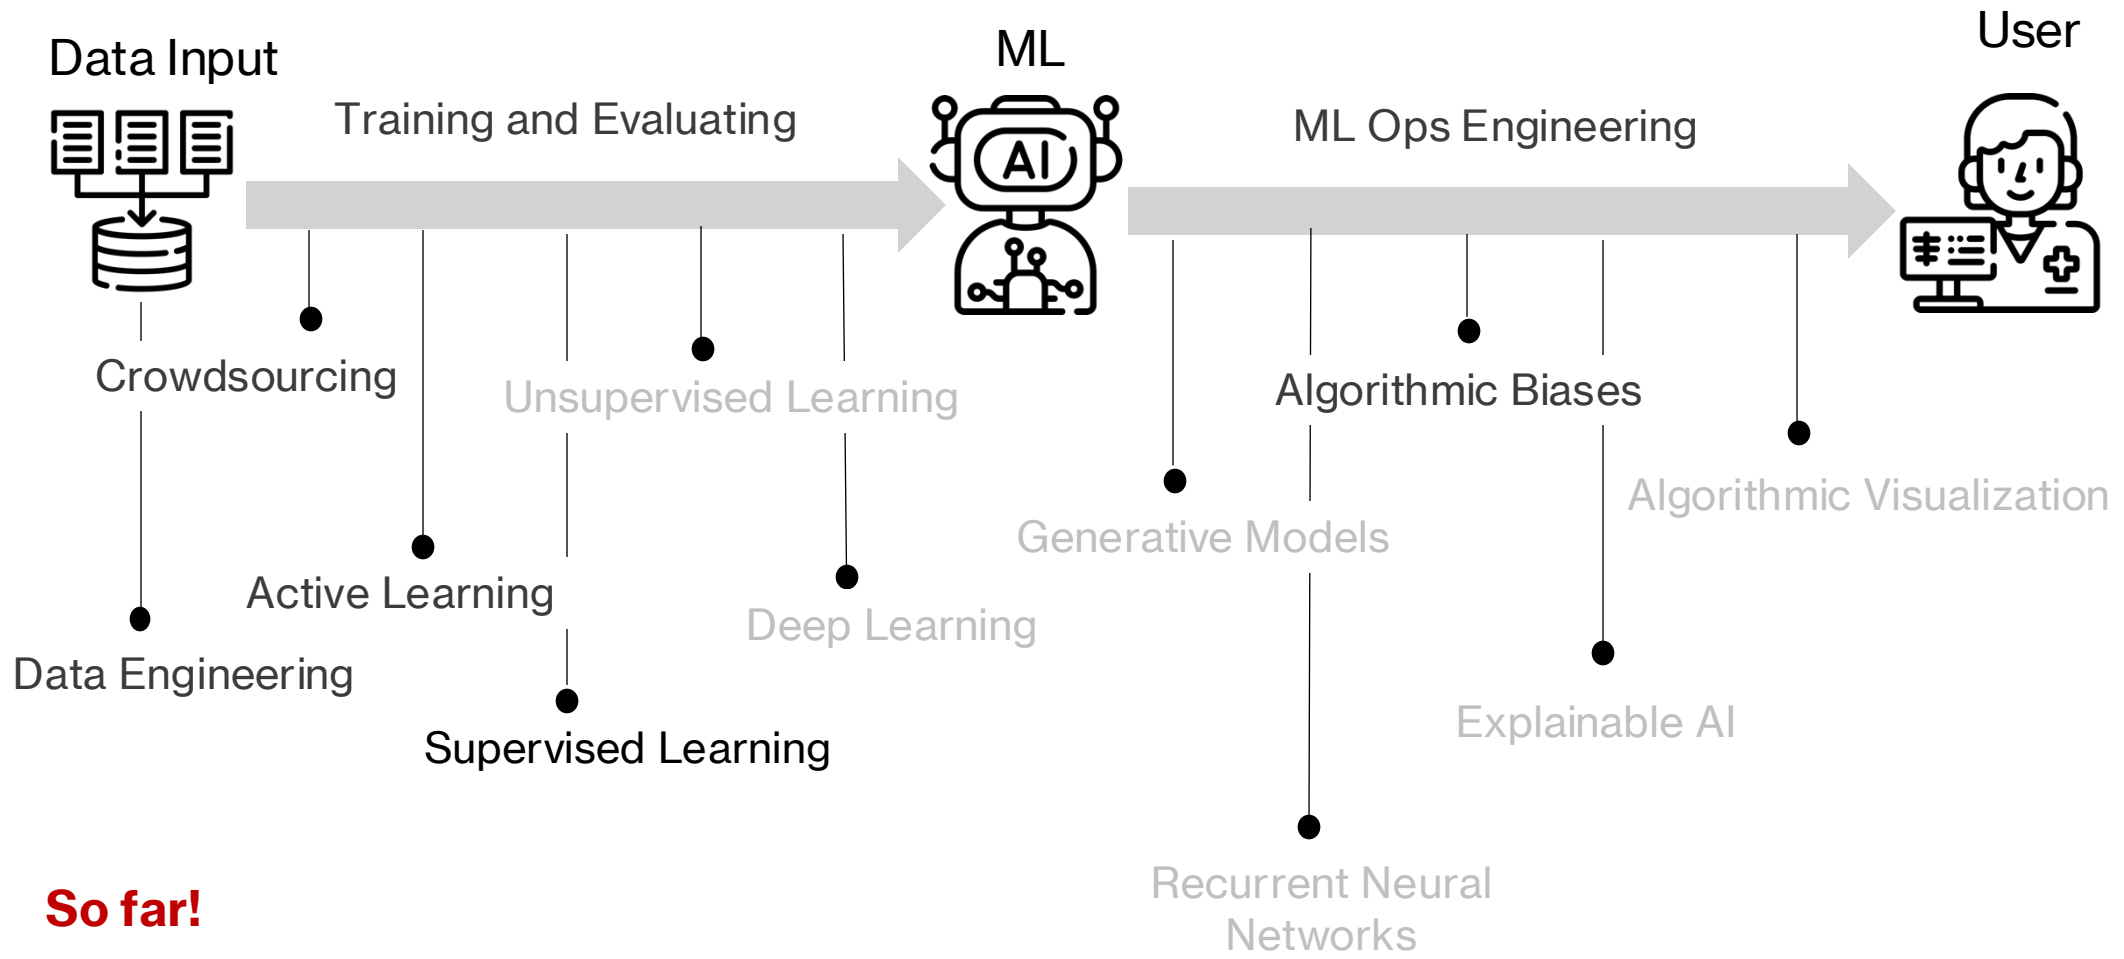 Data Input
ML
User
Training and Evaluating
ML Ops Engineering
AI
Crowdsourcing
Unsupervised Learning
Algorithmic Biases
Algorithmic Visualization
Generative Models
Active Learning
Deep Learning
Data Engineering
Explainable AI
Supervised Learning
Recurrent Neural
Networks
So far!